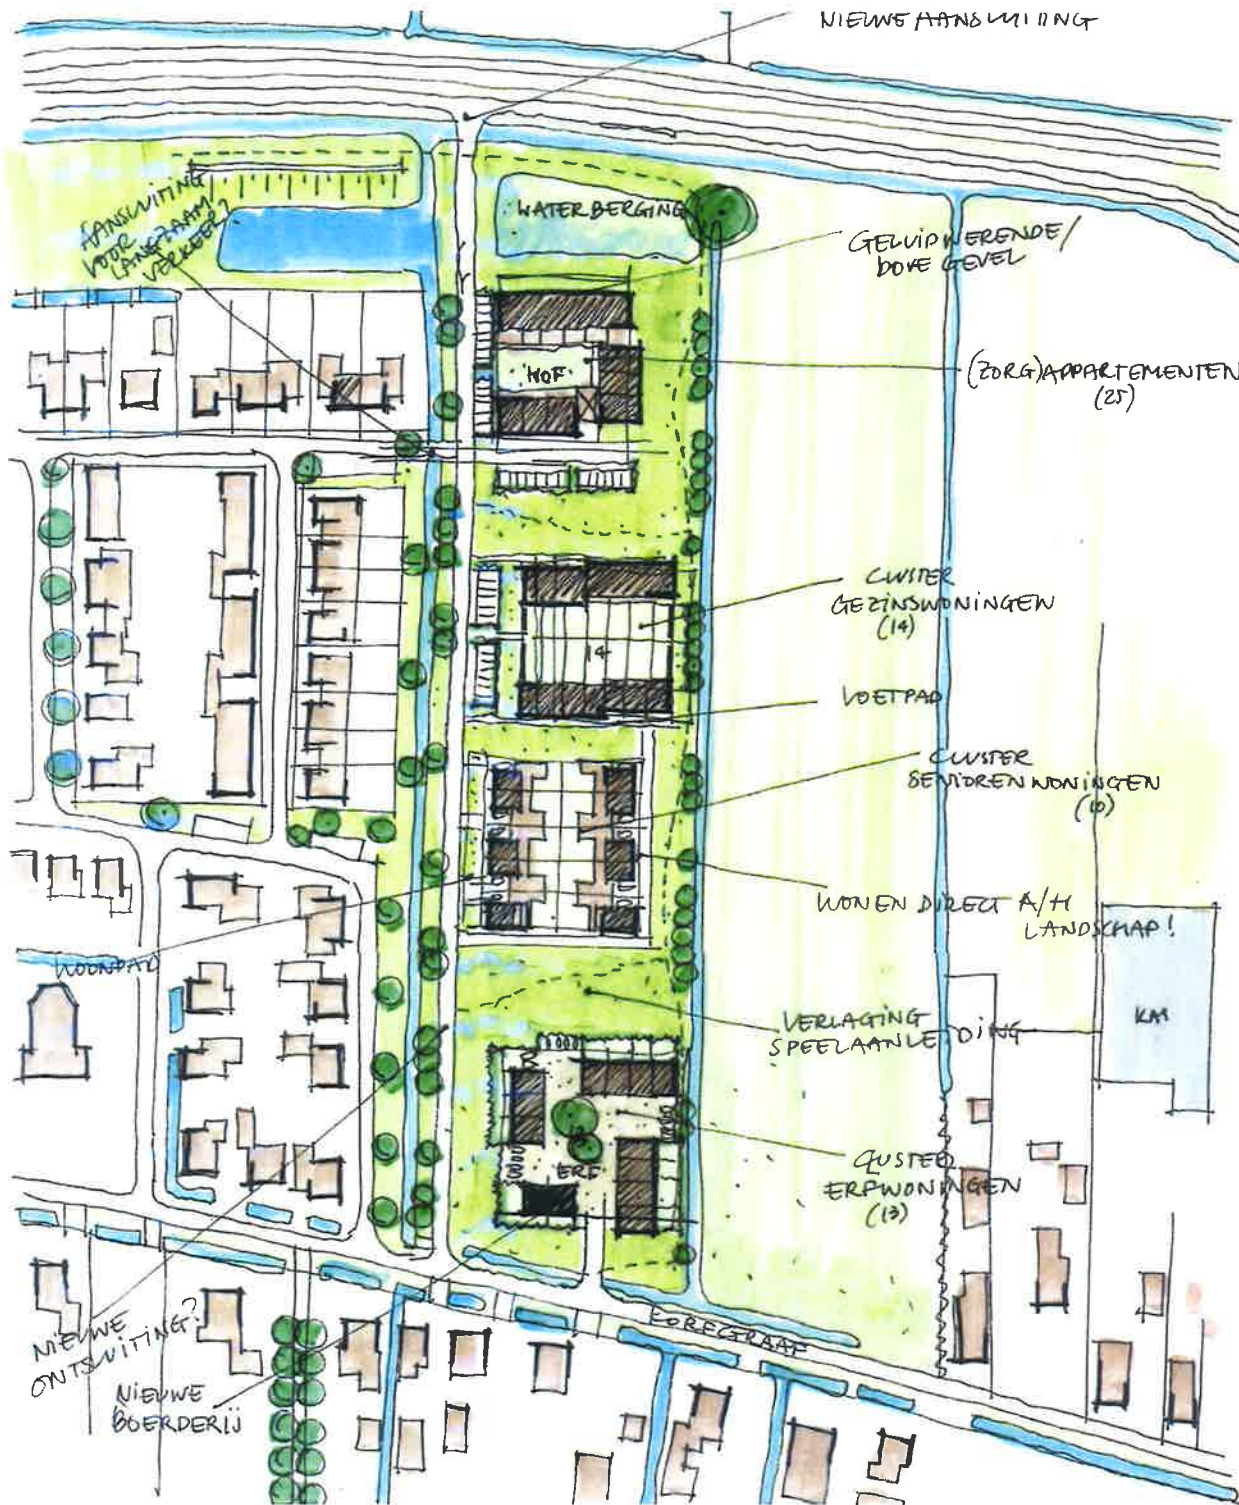 NIEUWE AANSLUITING
AANSLUITING
VOOR
LANGZAAM
VERKEER?
WATERBERGING
GELUIDWERENDE/
DOVE GEVEL
HOF
(ZORG)APPARTEMENTEN
(25)
CLUSTER
GEZINSWONINGEN
(14)
14
VOETPAD
CLUSTER
SENIORENWONINGEN
(10)
WONEN DIRECT A/H
LANDSCHAP!
WOONPAD
KAS
VERLAGING
SPEELAANLEIDING
ERF
CLUSTER
ERFWONINGEN
(13)
NIEUWE
ONTSLUITING?
NIEUWE
BOERDERIJ